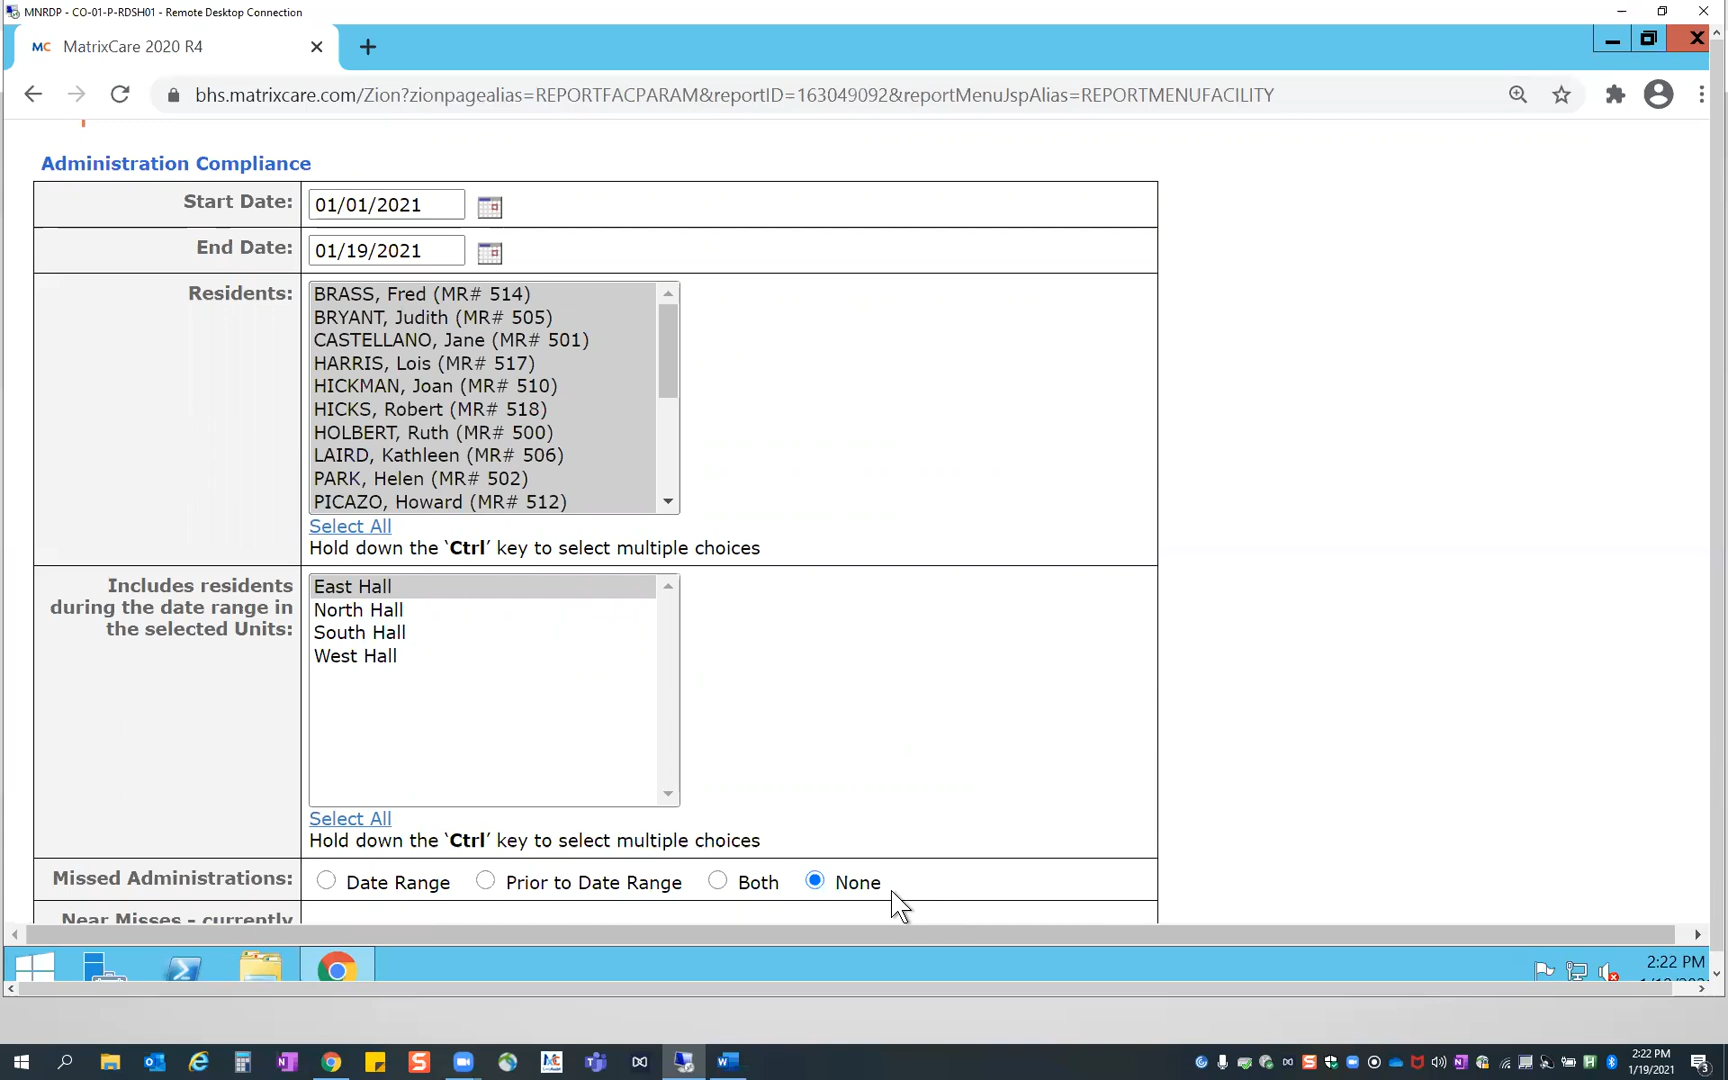 MNRDP - CO-01-P-RDSH01 - Remote Desktop Connection
MC MatrixCare 2020 R4
bhs.matrixcare.com/Zion?zionpagealias=REPORTFACPARAM&reportID=163049092&reportMenuJspAlias=REPORTMENUFACILITY
Administration Compliance
Start Date: 01/01/2021
End Date: 01/19/2021
Residents:
BRASS, Fred (MR# 514)
BRYANT, Judith (MR# 505)
CASTELLANO, Jane (MR# 501)
HARRIS, Lois (MR# 517)
HICKMAN, Joan (MR# 510)
HICKS, Robert (MR# 518)
HOLBERT, Ruth (MR# 500)
LAIRD, Kathleen (MR# 506)
PARK, Helen (MR# 502)
PICAZO, Howard (MR# 512)
Select All
Hold down the ‘Ctrl’ key to select multiple choices
Includes residents
during the date range in
the selected Units:
East Hall
North Hall
South Hall
West Hall
Select All
Hold down the ‘Ctrl’ key to select multiple choices
Missed Administrations: Date Range Prior to Date Range Both None
Near Misses - currently
2:22 PM
2:22 PM
1/19/2021
3